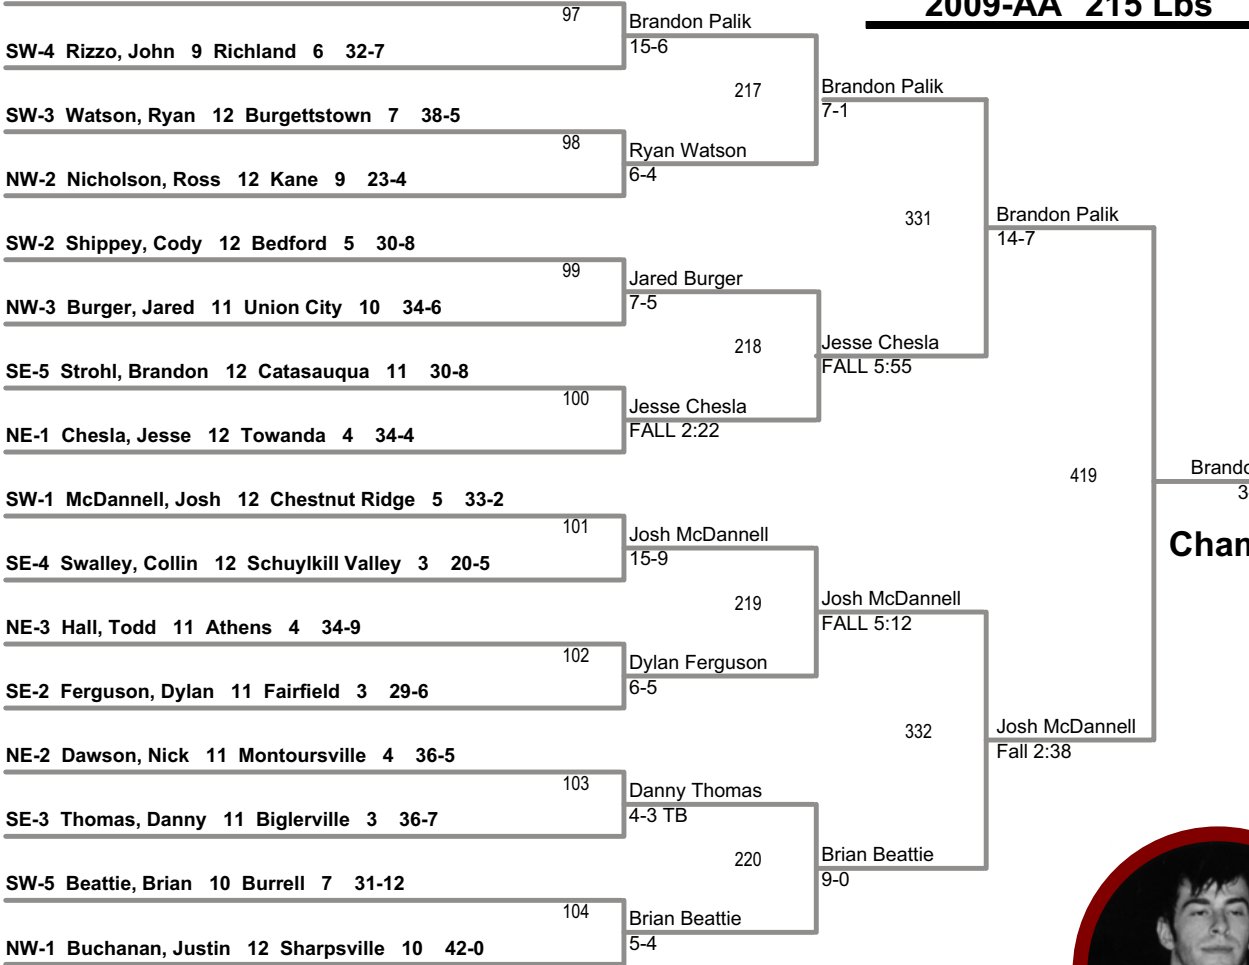 2009-AA 215 Lbs
97
Brandon Palik
15-6
SW-4 Rizzo, John 9 Richland 6 32-7
217
Brandon Palik
7-1
SW-3 Watson, Ryan 12 Burgettstown 7 38-5
98
Ryan Watson
6-4
NW-2 Nicholson, Ross 12 Kane 9 23-4
331
Brandon Palik
14-7
SW-2 Shippey, Cody 12 Bedford 5 30-8
99
Jared Burger
7-5
NW-3 Burger, Jared 11 Union City 10 34-6
218
Jesse Chesla
FALL 5:55
SE-5 Strohl, Brandon 12 Catasauqua 11 30-8
100
Jesse Chesla
FALL 2:22
NE-1 Chesla, Jesse 12 Towanda 4 34-4
419
Brando
3
Cham
SW-1 McDannell, Josh 12 Chestnut Ridge 5 33-2
101
Josh McDannell
15-9
SE-4 Swalley, Collin 12 Schuylkill Valley 3 20-5
219
Josh McDannell
FALL 5:12
NE-3 Hall, Todd 11 Athens 4 34-9
102
Dylan Ferguson
6-5
SE-2 Ferguson, Dylan 11 Fairfield 3 29-6
332
Josh McDannell
Fall 2:38
NE-2 Dawson, Nick 11 Montoursville 4 36-5
103
Danny Thomas
4-3 TB
SE-3 Thomas, Danny 11 Biglerville 3 36-7
220
Brian Beattie
9-0
SW-5 Beattie, Brian 10 Burrell 7 31-12
104
Brian Beattie
5-4
NW-1 Buchanan, Justin 12 Sharpsville 10 42-0